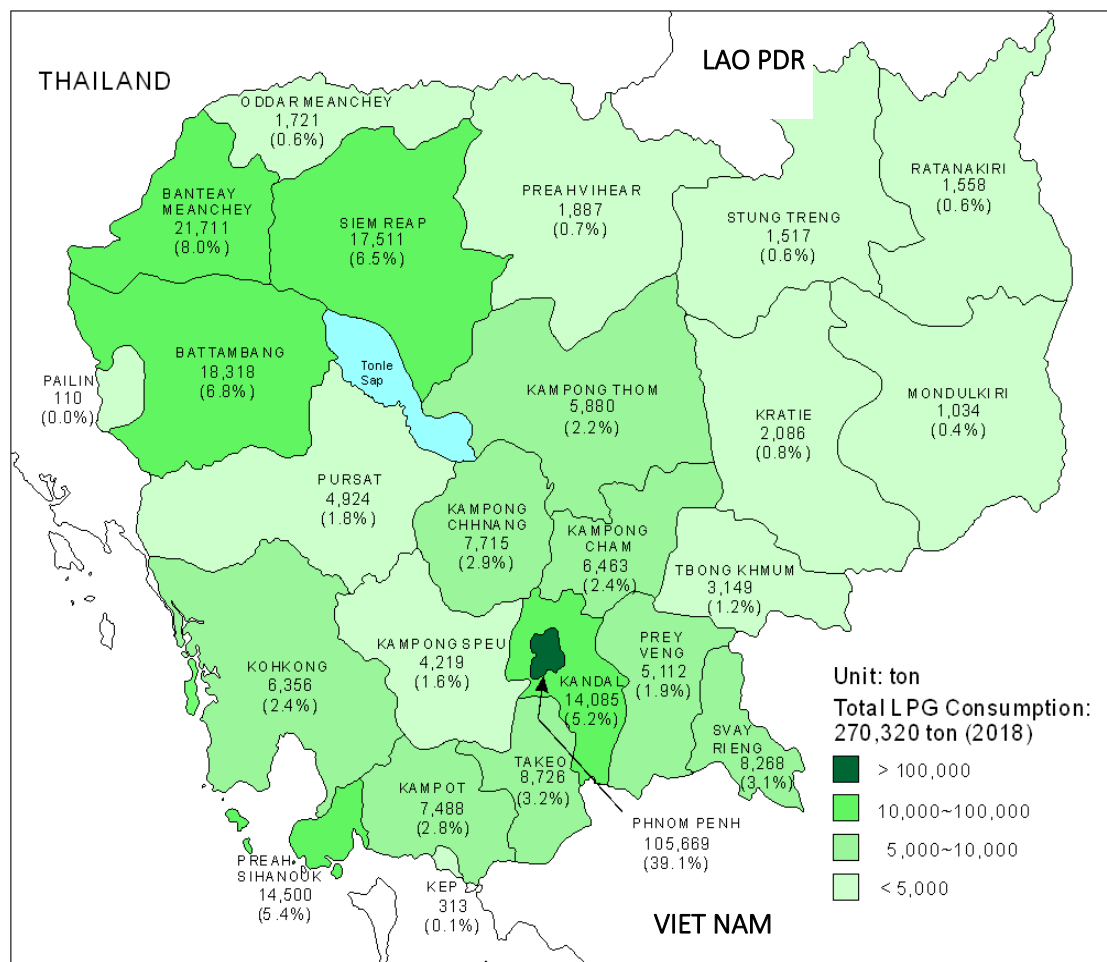 THAILAND
LAO PDR
ODDAR MEANCHEY
1,721
(0.6%)
BANTEAY
MEANCHEY
21,711
(8.0%)
SIEM REAP
17,511
(6.5%)
PREAHVIHEAR
1,887
(0.7%)
STUNG TRENG
1,517
(0.6%)
RATANAKIRI
1,558
(0.6%)
BATTAMBANG
18,318
(6.8%)
PAILIN
110
(0.0%)
Tonle
Sap
KAMPONG THOM
5,880
(2.2%)
KRATIE
2,086
(0.8%)
MONDULKIRI
1,034
(0.4%)
PURSAT
4,924
(1.8%)
KAMPONG
CHHNANG
7,715
(2.9%)
KAMPONG
CHAM
6,463
(2.4%)
TBONG KHMUM
3,149
(1.2%)
KOHKONG
6,356
(2.4%)
KAMPONG SPEU
4,219
(1.6%)
KANDAL
14,085
(5.2%)
PREY
VENG
5,112
(1.9%)
SVAY
RIENG
8,268
(3.1%)
TAKEO
8,726
(3.2%)
KAMPOT
7,488
(2.8%)
PHNOM PENH
105,669
(39.1%)
PREAH
SIHANOUK
14,500
(5.4%)
KEP
313
(0.1%)
VIET NAM
Unit: ton
Total LPG Consumption:
270,320 ton (2018)
> 100,000
10,000~100,000
5,000~10,000
< 5,000